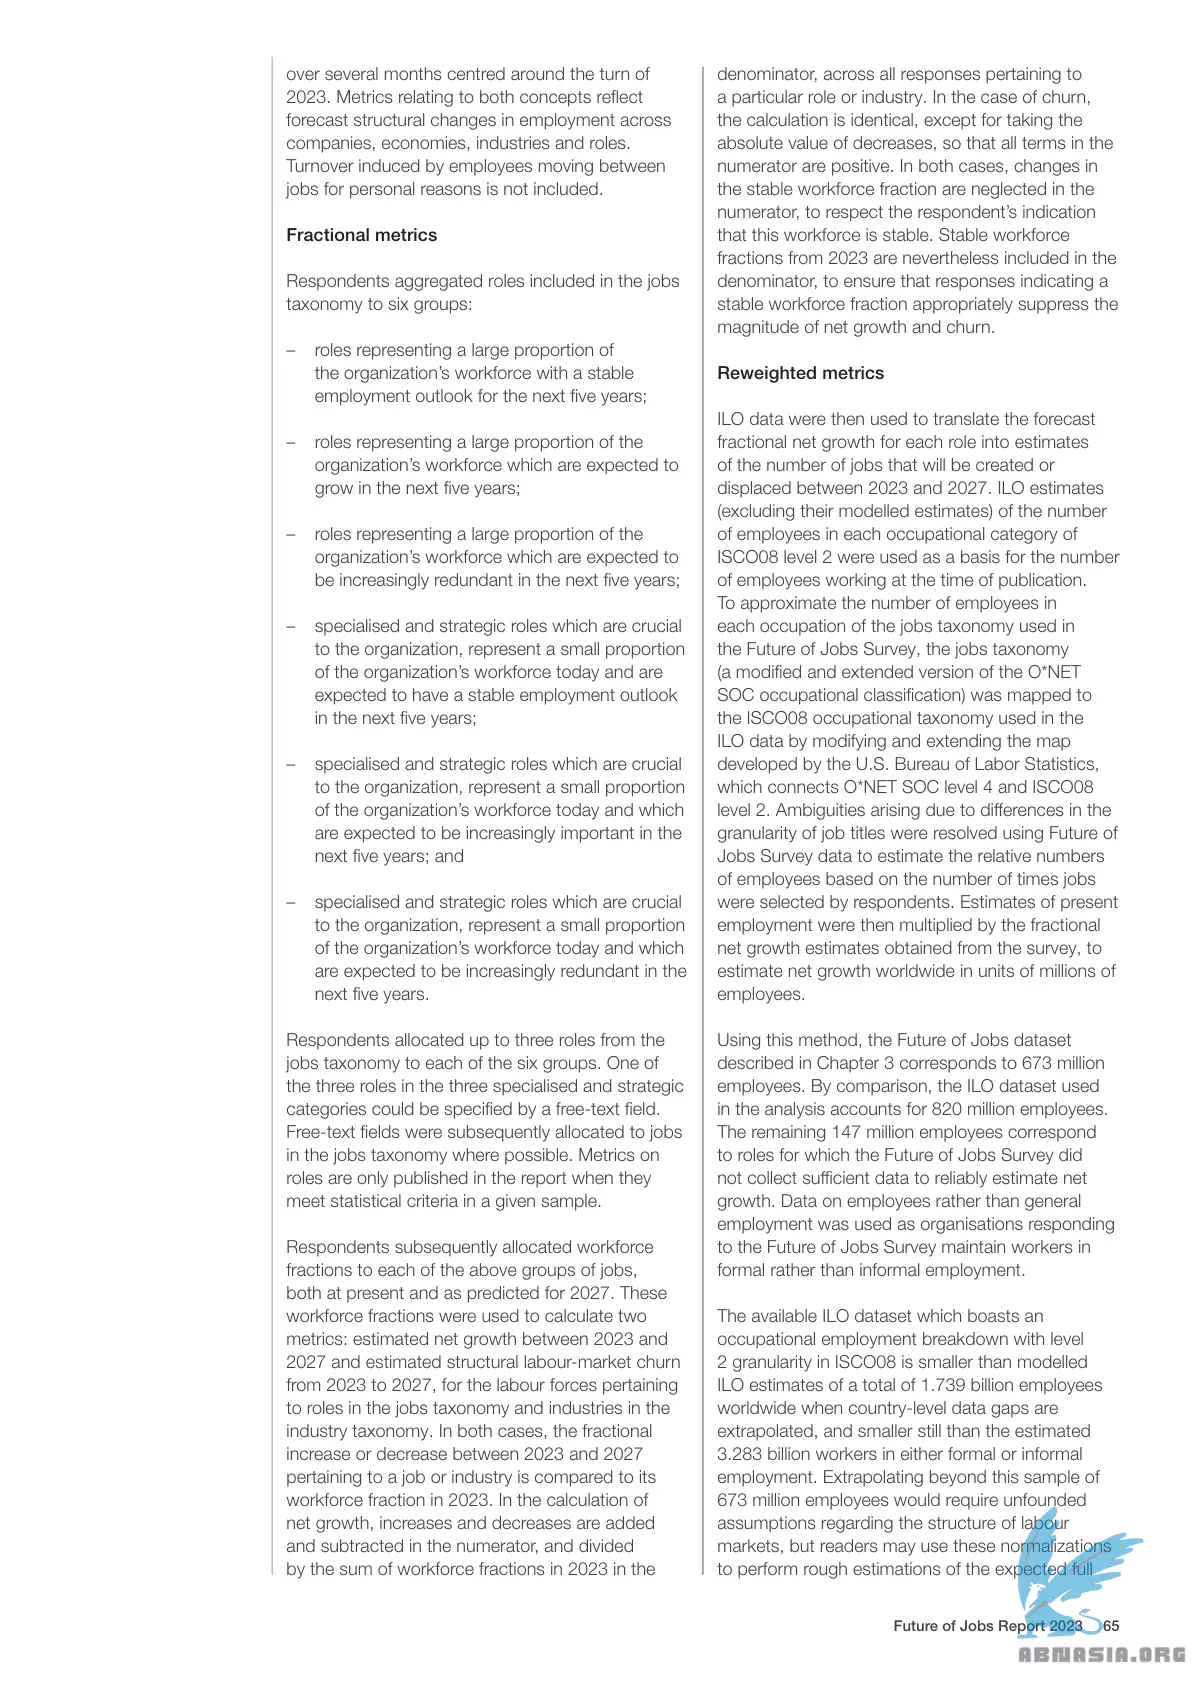 over several months centred around the turn of
2023. Metrics relating to both concepts reflect
forecast structural changes in employment across
companies, economies, industries and roles.
Turnover induced by employees moving between
jobs for personal reasons is not included.
Fractional metrics
Respondents aggregated roles included in the jobs
taxonomy to six groups:
– roles representing a large proportion of
the organization’s workforce with a stable
employment outlook for the next five years;
– roles representing a large proportion of the
organization’s workforce which are expected to
grow in the next five years;
– roles representing a large proportion of the
organization’s workforce which are expected to
be increasingly redundant in the next five years;
– specialised and strategic roles which are crucial
to the organization, represent a small proportion
of the organization’s workforce today and are
expected to have a stable employment outlook
in the next five years;
– specialised and strategic roles which are crucial
to the organization, represent a small proportion
of the organization’s workforce today and which
are expected to be increasingly important in the
next five years; and
– specialised and strategic roles which are crucial
to the organization, represent a small proportion
of the organization’s workforce today and which
are expected to be increasingly redundant in the
next five years.
Respondents allocated up to three roles from the
jobs taxonomy to each of the six groups. One of
the three roles in the three specialised and strategic
categories could be specified by a free-text field.
Free-text fields were subsequently allocated to jobs
in the jobs taxonomy where possible. Metrics on
roles are only published in the report when they
meet statistical criteria in a given sample.
Respondents subsequently allocated workforce
fractions to each of the above groups of jobs,
both at present and as predicted for 2027. These
workforce fractions were used to calculate two
metrics: estimated net growth between 2023 and
2027 and estimated structural labour-market churn
from 2023 to 2027, for the labour forces pertaining
to roles in the jobs taxonomy and industries in the
industry taxonomy. In both cases, the fractional
increase or decrease between 2023 and 2027
pertaining to a job or industry is compared to its
workforce fraction in 2023. In the calculation of
net growth, increases and decreases are added
and subtracted in the numerator, and divided
by the sum of workforce fractions in 2023 in the
denominator, across all responses pertaining to
a particular role or industry. In the case of churn,
the calculation is identical, except for taking the
absolute value of decreases, so that all terms in the
numerator are positive. In both cases, changes in
the stable workforce fraction are neglected in the
numerator, to respect the respondent’s indication
that this workforce is stable. Stable workforce
fractions from 2023 are nevertheless included in the
denominator, to ensure that responses indicating a
stable workforce fraction appropriately suppress the
magnitude of net growth and churn.
Reweighted metrics
ILO data were then used to translate the forecast
fractional net growth for each role into estimates
of the number of jobs that will be created or
displaced between 2023 and 2027. ILO estimates
(excluding their modelled estimates) of the number
of employees in each occupational category of
ISCO08 level 2 were used as a basis for the number
of employees working at the time of publication.
To approximate the number of employees in
each occupation of the jobs taxonomy used in
the Future of Jobs Survey, the jobs taxonomy
(a modified and extended version of the O*NET
SOC occupational classification) was mapped to
the ISCO08 occupational taxonomy used in the
ILO data by modifying and extending the map
developed by the U.S. Bureau of Labor Statistics,
which connects O*NET SOC level 4 and ISCO08
level 2. Ambiguities arising due to differences in the
granularity of job titles were resolved using Future of
Jobs Survey data to estimate the relative numbers
of employees based on the number of times jobs
were selected by respondents. Estimates of present
employment were then multiplied by the fractional
net growth estimates obtained from the survey, to
estimate net growth worldwide in units of millions of
employees.
Using this method, the Future of Jobs dataset
described in Chapter 3 corresponds to 673 million
employees. By comparison, the ILO dataset used
in the analysis accounts for 820 million employees.
The remaining 147 million employees correspond
to roles for which the Future of Jobs Survey did
not collect sufficient data to reliably estimate net
growth. Data on employees rather than general
employment was used as organisations responding
to the Future of Jobs Survey maintain workers in
formal rather than informal employment.
The available ILO dataset which boasts an
occupational employment breakdown with level
2 granularity in ISCO08 is smaller than modelled
ILO estimates of a total of 1.739 billion employees
worldwide when country-level data gaps are
extrapolated, and smaller still than the estimated
3.283 billion workers in either formal or informal
employment. Extrapolating beyond this sample of
673 million employees would require unfounded
assumptions regarding the structure of labour
markets, but readers may use these normalizations
to perform rough estimations of the expected full
Future of Jobs Report 2023 65
ABNASIA.ORG